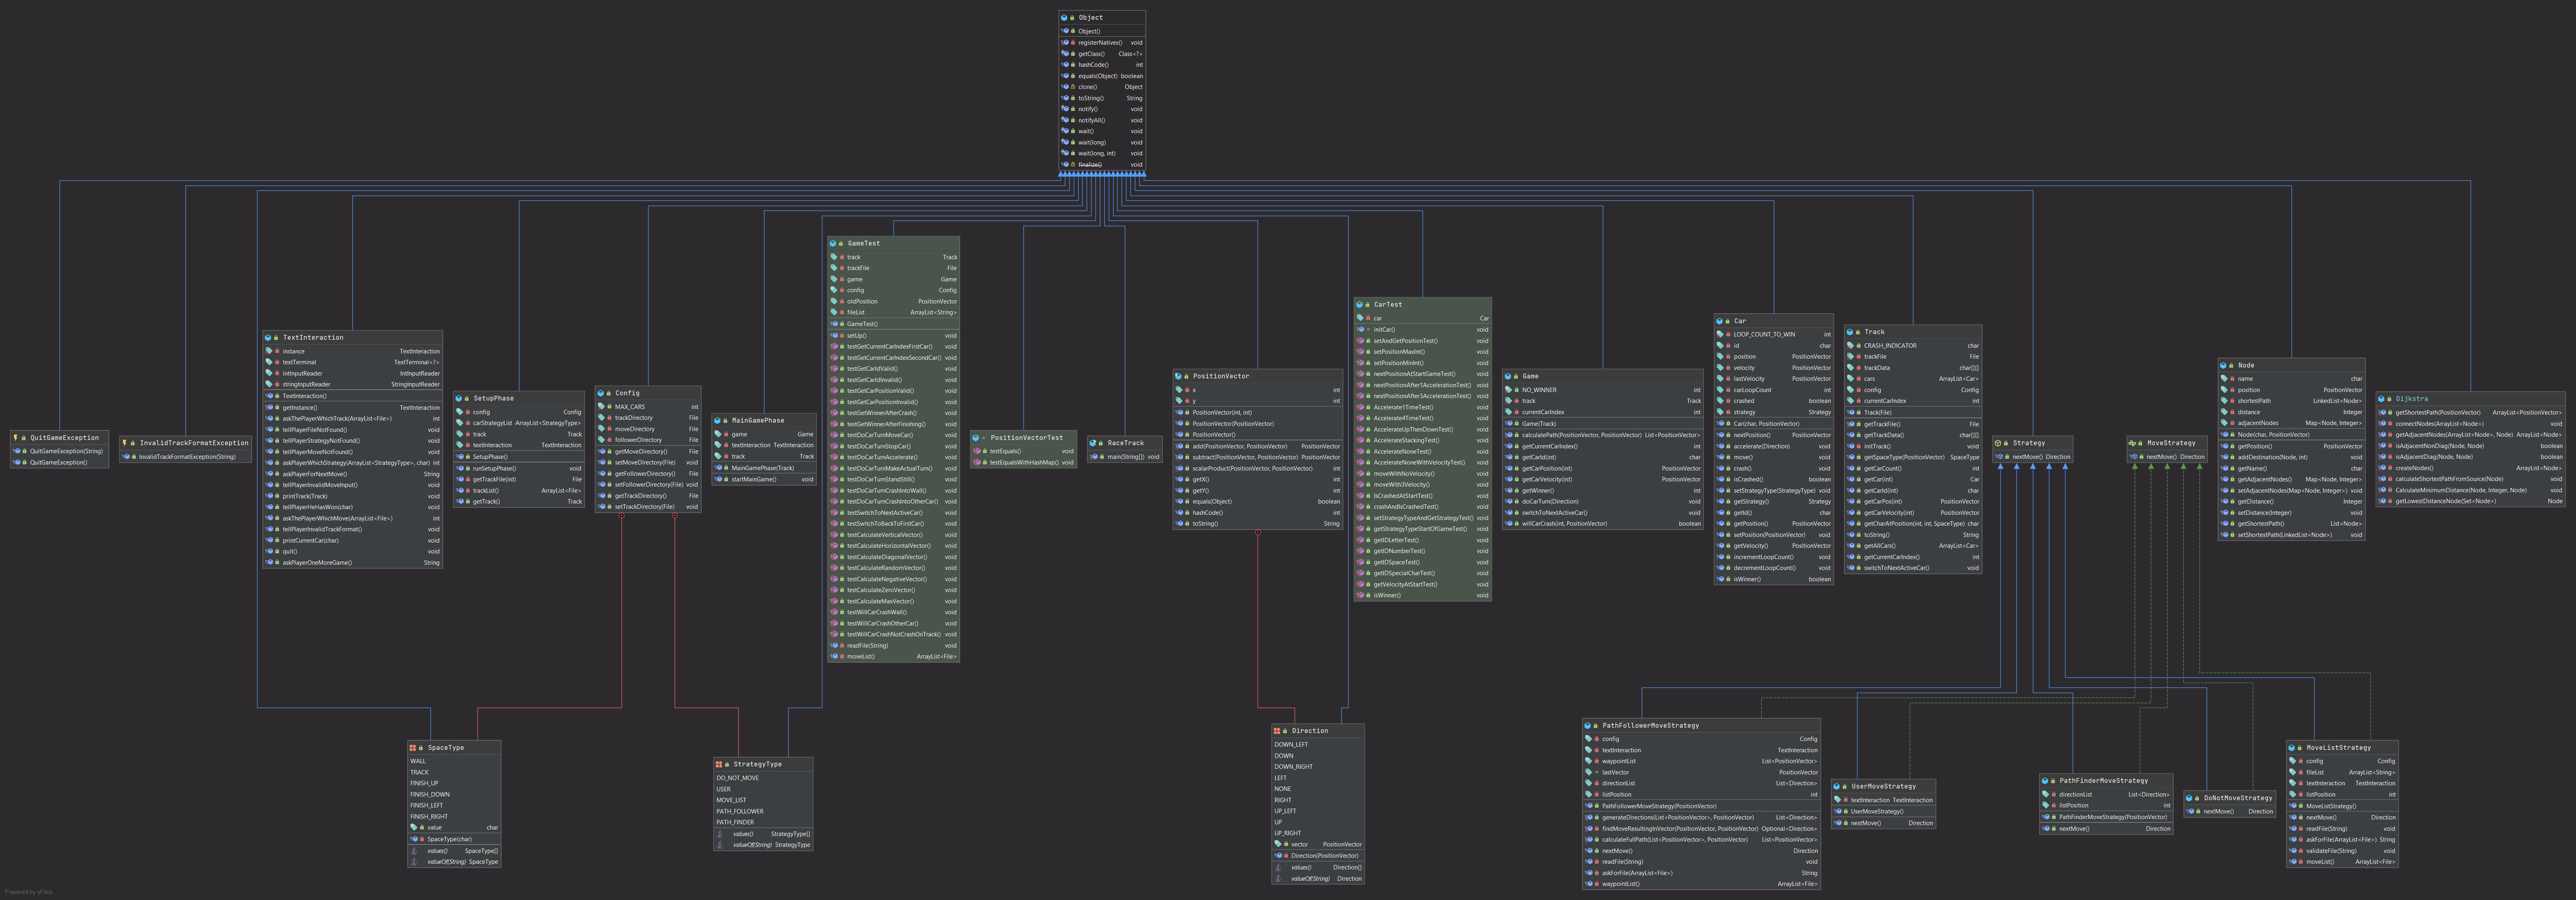 Object
Object()
registerNatives() void
getClass() Class<?>
hashCode() int
equals(Object) boolean
clone() Object
toString() String
notify() void
notifyAll() void
wait() void
wait(long) void
wait(long, int) void
finalize() void
QuitGameException
QuitGameException(String)
QuitGameException()
InvalidTrackFormatException
InvalidTrackFormatException(String)
TextInteraction
instance TextInteraction
textTerminal TextTerminal<?>
intInputReader IntInputReader
stringInputReader StringInputReader
TextInteraction()
getInstance() TextInteraction
askThePlayerWhichTrack(ArrayList<File>) int
tellPlayerFileNotFound() void
tellPlayerStrategyNotFound() void
tellPlayerMoveNotFound() void
askPlayerForNextMove() String
askPlayerWhichStrategy(ArrayList<StrategyType>, char) int
tellPlayerInvalidMoveInput() void
printTrack(Track) void
tellPlayerHeHasWon(char) void
askThePlayerWhichMove(ArrayList<File>) int
tellPlayerInvalidTrackFormat() void
printCurrentCar(char) void
quit() void
askPlayerOneMoreGame() String
SetupPhase
config Config
carStrategyList ArrayList<StrategyType>
track Track
textInteraction TextInteraction
SetupPhase()
runSetupPhase() void
getTrackFile(int) File
trackList() ArrayList<File>
getTrack() Track
Config
MAX_CARS int
trackDirectory File
moveDirectory File
followerDirectory File
getMoveDirectory() File
setMoveDirectory(File) void
getFollowerDirectory() File
setFollowerDirectory(File) void
getTrackDirectory() File
setTrackDirectory(File) void
MainGamePhase
game Game
textInteraction TextInteraction
track Track
MainGamePhase(Track)
startMainGame() void
GameTest
track Track
trackFile File
game Game
config Config
oldPosition PositionVector
fileList ArrayList<String>
GameTest()
setUp() void
testGetCurrentCarIndexFirstCar() void
testGetCurrentCarIndexSecondCar() void
testGetCarIdValid() void
testGetCarIdInvalid() void
testGetCarPositionValid() void
testGetCarPositionInvalid() void
testGetWinnerAfterCrash() void
testGetWinnerAfterFinishing() void
testDoCarTurnMoveCar() void
testDoCarTurnStopCar() void
testDoCarTurnAccelerate() void
testDoCarTurnMakeActualTurn() void
testDoCarTurnStandStill() void
testDoCarTurnCrashIntoWall() void
testDoCarTurnCrashIntoOtherCar() void
testSwitchToNextActiveCar() void
testSwitchToBackToFirstCar() void
testCalculateVerticalVector() void
testCalculateHorizontalVector() void
testCalculateDiagonalVector() void
testCalculateRandomVector() void
testCalculateNegativeVector() void
testCalculateZeroVector() void
testCalculateMaxVector() void
testWillCarCrashWall() void
testWillCarCrashOtherCar() void
testWillCarCrashNotCrashOnTrack() void
readFile(String) void
moveList() ArrayList<File>
PositionVectorTest
testEquals() void
testEqualsWithHashMap() void
RaceTrack
main(String[]) void
PositionVector
x int
y int
PositionVector(int, int)
PositionVector(PositionVector)
PositionVector()
add(PositionVector, PositionVector) PositionVector
subtract(PositionVector, PositionVector) PositionVector
scalarProduct(PositionVector, PositionVector) int
getX() int
getY() int
equals(Object) boolean
hashCode() int
toString() String
CarTest
car Car
initCar() void
setAndGetPositionTest() void
setPositionMaxInt() void
setPositionMinInt() void
nextPositionAtStartGameTest() void
nextPositionAfter1AccelerationTest() void
nextPositionAfter3AccelerationTest() void
Accelerate1TimeTest() void
Accelerate4TimeTest() void
AccelerateUpThenDownTest() void
AccelerateStackingTest() void
AccelerateNoneTest() void
AccelerateNoneWithVelocityTest() void
moveWithNoVelocity() void
moveWith3Velocity() void
IsCrashedAtStartTest() void
crashAndIsCrashedTest() void
setStrategyTypeAndGetStrategyTest() void
getStrategyTypeStartOfGameTest() void
getIDLetterTest() void
getIDNumberTest() void
getIDSpaceTest() void
getIDSpecialCharTest() void
getVelocityAtStartTest() void
isWinner() void
Game
NO_WINNER int
track Track
currentCarIndex int
Game(Track)
calculatePath(PositionVector, PositionVector) List<PositionVector>
getCurrentCarIndex() int
getCarId(int) char
getCarPosition(int) PositionVector
getCarVelocity(int) PositionVector
getWinner() int
doCarTurn(Direction) void
switchToNextActiveCar() void
willCarCrash(int, PositionVector) boolean
Car
LOOP_COUNT_TO_WIN int
id char
position PositionVector
velocity PositionVector
lastVelocity PositionVector
carLoopCount int
crashed boolean
strategy Strategy
Car(char, PositionVector)
nextPosition() PositionVector
accelerate(Direction) void
move() void
crash() void
isCrashed() boolean
setStrategyType(StrategyType) void
getStrategy() Strategy
getId() char
getPosition() PositionVector
setPosition(PositionVector) void
getVelocity() PositionVector
incrementLoopCount() void
decrementLoopCount() void
isWinner() boolean
Track
CRASH_INDICATOR char
trackFile File
trackData char[][]
cars ArrayList<Car>
config Config
currentCarIndex int
Track(File)
getTrackFile() File
getTrackData() char[][]
initTrack() void
getSpaceType(PositionVector) SpaceType
getCarCount() int
getCar(int) Car
getCarId(int) char
getCarPos(int) PositionVector
getCarVelocity(int) PositionVector
getCharAtPosition(int, int, SpaceType) char
toString() String
getAllCars() ArrayList<Car>
getCurrentCarIndex() int
switchToNextActiveCar() void
Strategy
nextMove() Direction
MoveStrategy
nextMove() Direction
Node
name char
position PositionVector
shortestPath LinkedList<Node>
distance Integer
adjacentNodes Map<Node, Integer>
Node(char, PositionVector)
getPosition() PositionVector
addDestination(Node, int) void
getName() char
getAdjacentNodes() Map<Node, Integer>
setAdjacentNodes(Map<Node, Integer>) void
getDistance() Integer
setDistance(Integer) void
getShortestPath() List<Node>
setShortestPath(LinkedList<Node>) void
Dijkstra
getShortestPath(PositionVector) ArrayList<PositionVector>
connectNodes(ArrayList<Node>) void
getAdjacentNodes(ArrayList<Node>, Node) ArrayList<Node>
isAdjacentNonDiag(Node, Node) boolean
isAdjacentDiag(Node, Node) boolean
createNodes() ArrayList<Node>
calculateShortestPathFromSource(Node) void
CalculateMinimumDistance(Node, Integer, Node) void
getLowestDistanceNode(Set<Node>) Node
SpaceType
WALL
TRACK
FINISH_UP
FINISH_DOWN
FINISH_LEFT
FINISH_RIGHT
value char
SpaceType(char)
values() SpaceType[]
valueOf(String) SpaceType
StrategyType
DO_NOT_MOVE
USER
MOVE_LIST
PATH_FOLLOWER
PATH_FINDER
values() StrategyType[]
valueOf(String) StrategyType
Direction
DOWN_LEFT
DOWN
DOWN_RIGHT
LEFT
NONE
RIGHT
UP_LEFT
UP
UP_RIGHT
vector PositionVector
Direction(PositionVector)
values() Direction[]
valueOf(String) Direction
PathFollowerMoveStrategy
config Config
textInteraction TextInteraction
waypointList List<PositionVector>
lastVector PositionVector
directionList List<Direction>
listPosition int
PathFollowerMoveStrategy(PositionVector)
generateDirections(List<PositionVector>, PositionVector) List<Direction>
findMoveResultingInVector(PositionVector, PositionVector) Optional<Direction>
calculateFullPath(List<PositionVector>, PositionVector) List<PositionVector>
nextMove() Direction
readFile(String) void
askForFile(ArrayList<File>) String
waypointList() ArrayList<File>
UserMoveStrategy
textInteraction TextInteraction
UserMoveStrategy()
nextMove() Direction
PathFinderMoveStrategy
directionList List<Direction>
listPosition int
PathFinderMoveStrategy(PositionVector)
nextMove() Direction
DoNotMoveStrategy
nextMove() Direction
MoveListStrategy
config Config
fileList ArrayList<String>
textInteraction TextInteraction
listPosition int
MoveListStrategy()
nextMove() Direction
readFile(String) void
askForFile(ArrayList<File>) String
validateFile(String) void
moveList() ArrayList<File>
Powered by yFiles